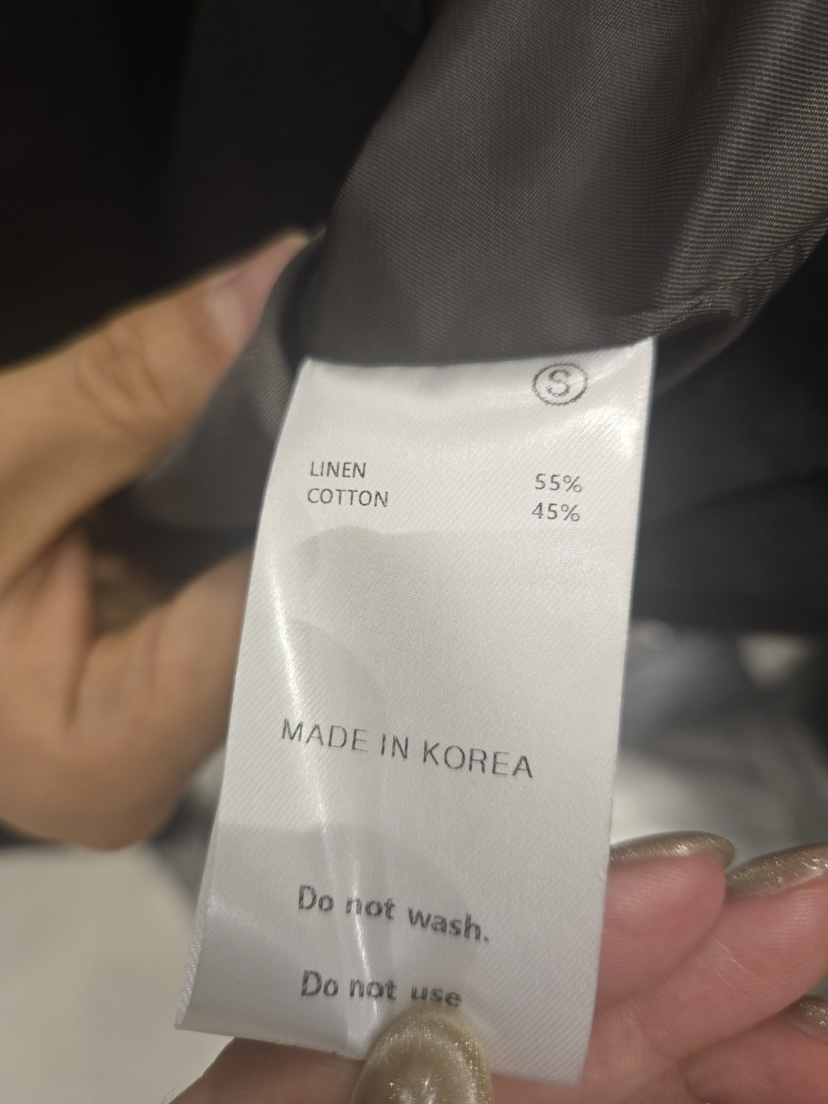 S
LINEN 55%
COTTON 45%
MADE IN KOREA
Do not wash.
Do not use